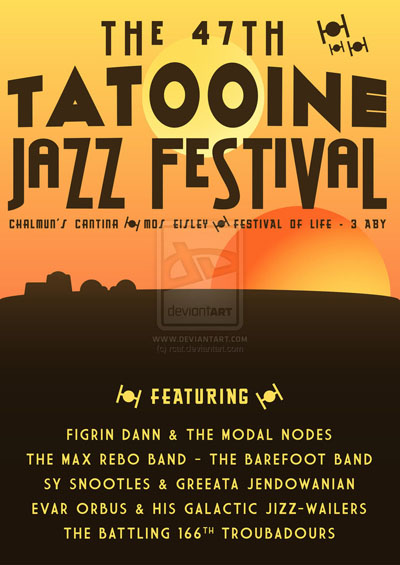 THE 47TH
TATOOINE
JAZZ FESTIVAL
CHALMUN'S CANTINA MOS EISLEY FESTIVAL OF LIFE - 3 ABY
deviantART
WWW.DEVIANTART.COM
FEATURING
FIGRIN DANN & THE MODAL NODES
THE MAX REBO BAND - THE BAREFOOT BAND
SY SNOOTLES & GREEATA JENDOWANIAN
EVAR ORBUS & HIS GALACTIC JIZZ-WAILERS
THE BATTLING 166TH TROUBADOURS